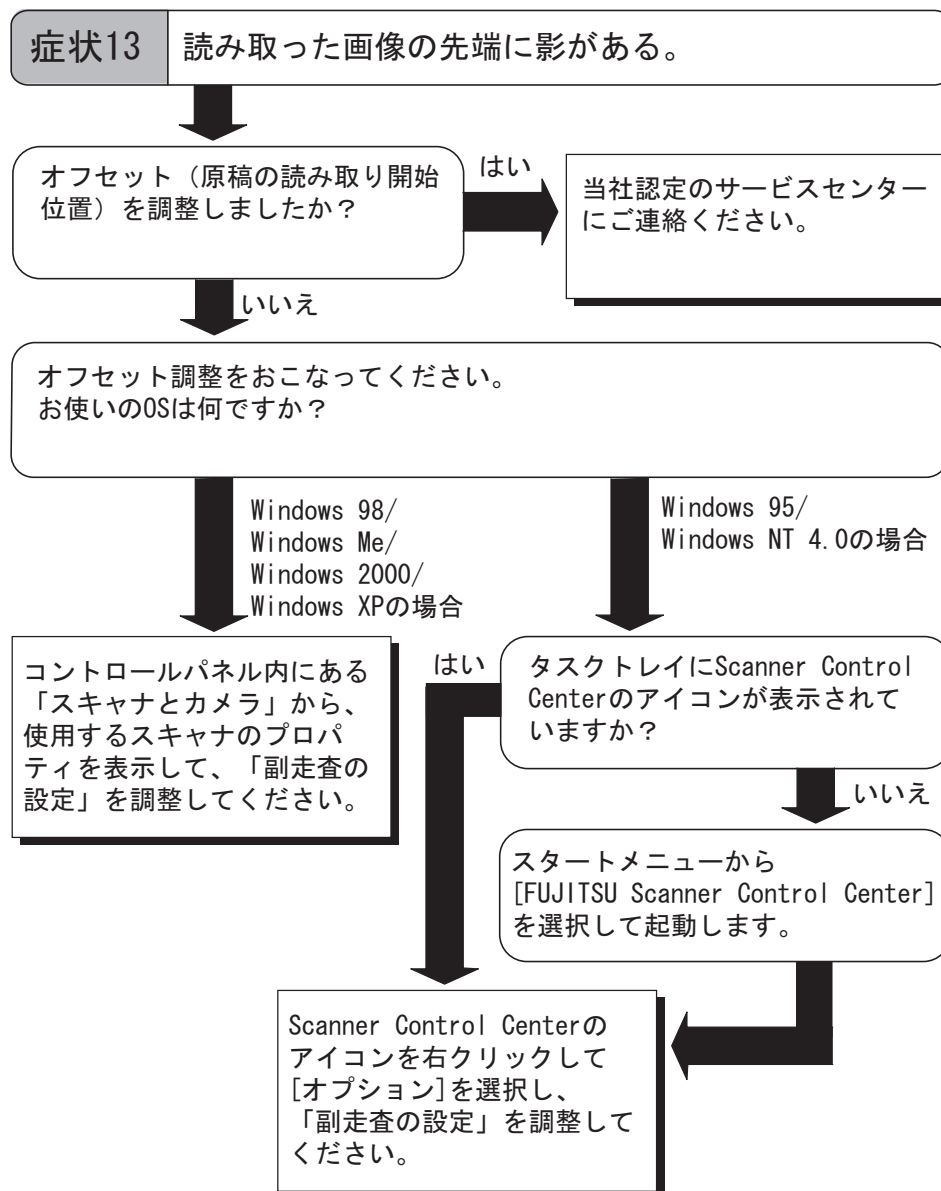 症状13
読み取った画像の先端に影がある。
オフセット（原稿の読み取り開始
位置）を調整しましたか？
はい
当社認定のサービスセンター
にご連絡ください。
いいえ
オフセット調整をおこなってください。
お使いのOSは何ですか？
Windows 98/
Windows Me/
Windows 2000/
Windows XPの場合
Windows 95/
Windows NT 4.0の場合
コントロールパネル内にある
「スキャナとカメラ」から、
使用するスキャナのプロパ
ティを表示して、「副走査の
設定」を調整してください。
はい
タスクトレイにScanner Control
Centerのアイコンが表示されて
いますか？
いいえ
スタートメニューから
[FUJITSU Scanner Control Center]
を選択して起動します。
Scanner Control Centerの
アイコンを右クリックして
[オプション]を選択し、
「副走査の設定」を調整して
ください。